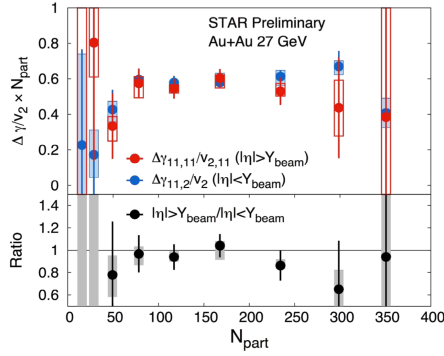 STAR Preliminary
Au+Au 27 GeV
Δ γ/v₂ × N_part
1
0.8
0.6
0.4
0.2
0
Δγ₁₁,₁₁/v₂,₁₁ (|η|>Y_beam)
Δγ₁₁,₂/v₂ (|η|<Y_beam)
|η|>Y_beam/|η|<Y_beam
Ratio
1.4
1.2
1
0.8
0.6
0 50 100 150 200 250 300 350 400
N_part